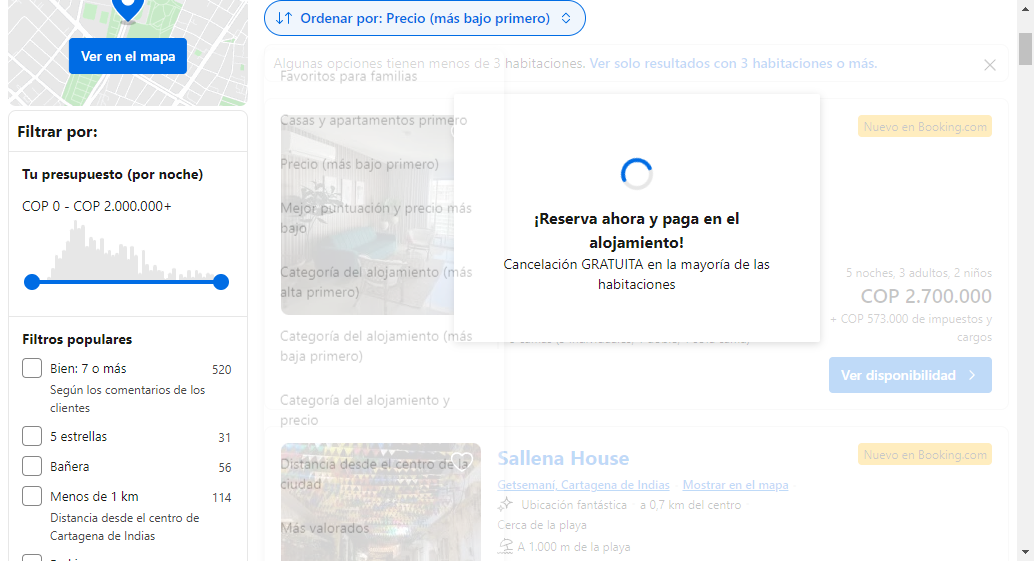 Ver en el mapa
Filtrar por:
Tu presupuesto (por noche)
COP 0 - COP 2.000.000+
Filtros populares
Bien: 7 o más 520
Según los comentarios de los
clientes
5 estrellas 31
Bañera 56
Menos de 1 km 114
Distancia desde el centro de
Cartagena de Indias
Ordenar por: Precio (más bajo primero)
Algunas opciones tienen menos de 3 habitaciones. Ver solo resultados con 3 habitaciones o más.
Favoritos para familias
Casas y apartamentos primero
Precio (más bajo primero)
Mejor puntuación y precio más
bajo
Categoría del alojamiento (más
alta primero)
Categoría del alojamiento (más
baja primero)
Categoría del alojamiento y
precio
Distancia desde el centro de la
ciudad
Más valorados
¡Reserva ahora y paga en el
alojamiento!
Cancelación GRATUITA en la mayoría de las
habitaciones
Nuevo en Booking.com
5 noches, 3 adultos, 2 niños
COP 2.700.000
+ COP 573.000 de impuestos y
cargos
Ver disponibilidad
Sallena House
Nuevo en Booking.com
Getsemaní, Cartagena de Indias Mostrar en el mapa
Ubicación fantástica a 0,7 km del centro
Cerca de la playa
A 1.000 m de la playa